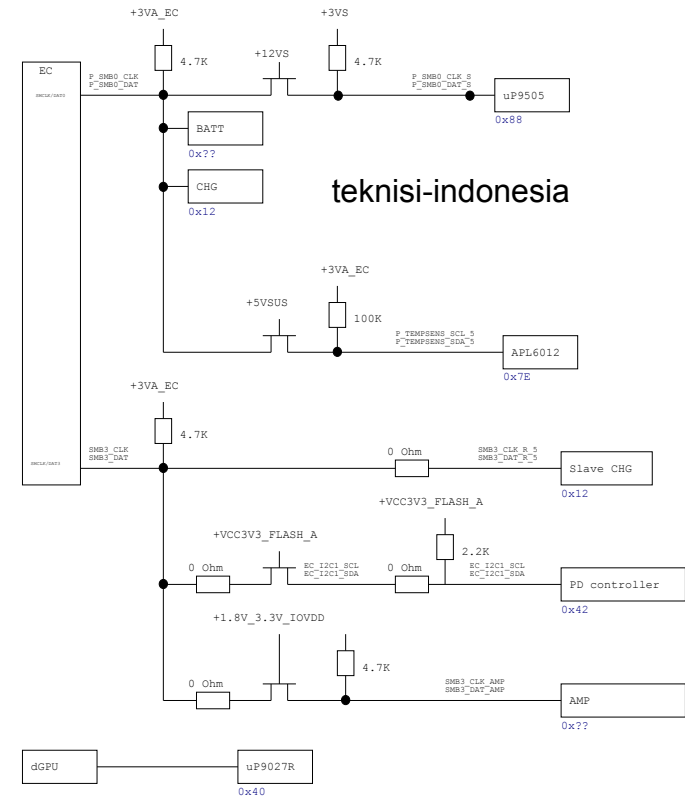 +3VA_EC
+3VS
+12VS
4.7K
4.7K
EC
P_SMB0_CLK
P_SMB0_DAT
SMCLK/DAT0
P_SMB0_CLK_S
P_SMB0_DAT_S
uP9505
0x88
BATT
0x??
CHG
0x12
teknisi-indonesia
+3VA_EC
+5VSUS
100K
P_TEMPSENS_SCL_5
P_TEMPSENS_SDA_5
APL6012
0x7E
+3VA_EC
4.7K
SMB3_CLK
SMB3_DAT
SMCLK/DAT3
0 Ohm
SMB3_CLK_R_5
SMB3_DAT_R_5
Slave CHG
0x12
+VCC3V3_FLASH_A
+VCC3V3_FLASH_A
2.2K
0 Ohm
EC_I2C1_SCL
EC_I2C1_SDA
0 Ohm
EC_I2C1_SCL
EC_I2C1_SDA
PD controller
0x42
+1.8V_3.3V_IOVDD
4.7K
0 Ohm
SMB3_CLK_AMP
SMB3_DAT_AMP
AMP
0x??
dGPU
uP9027R
0x40